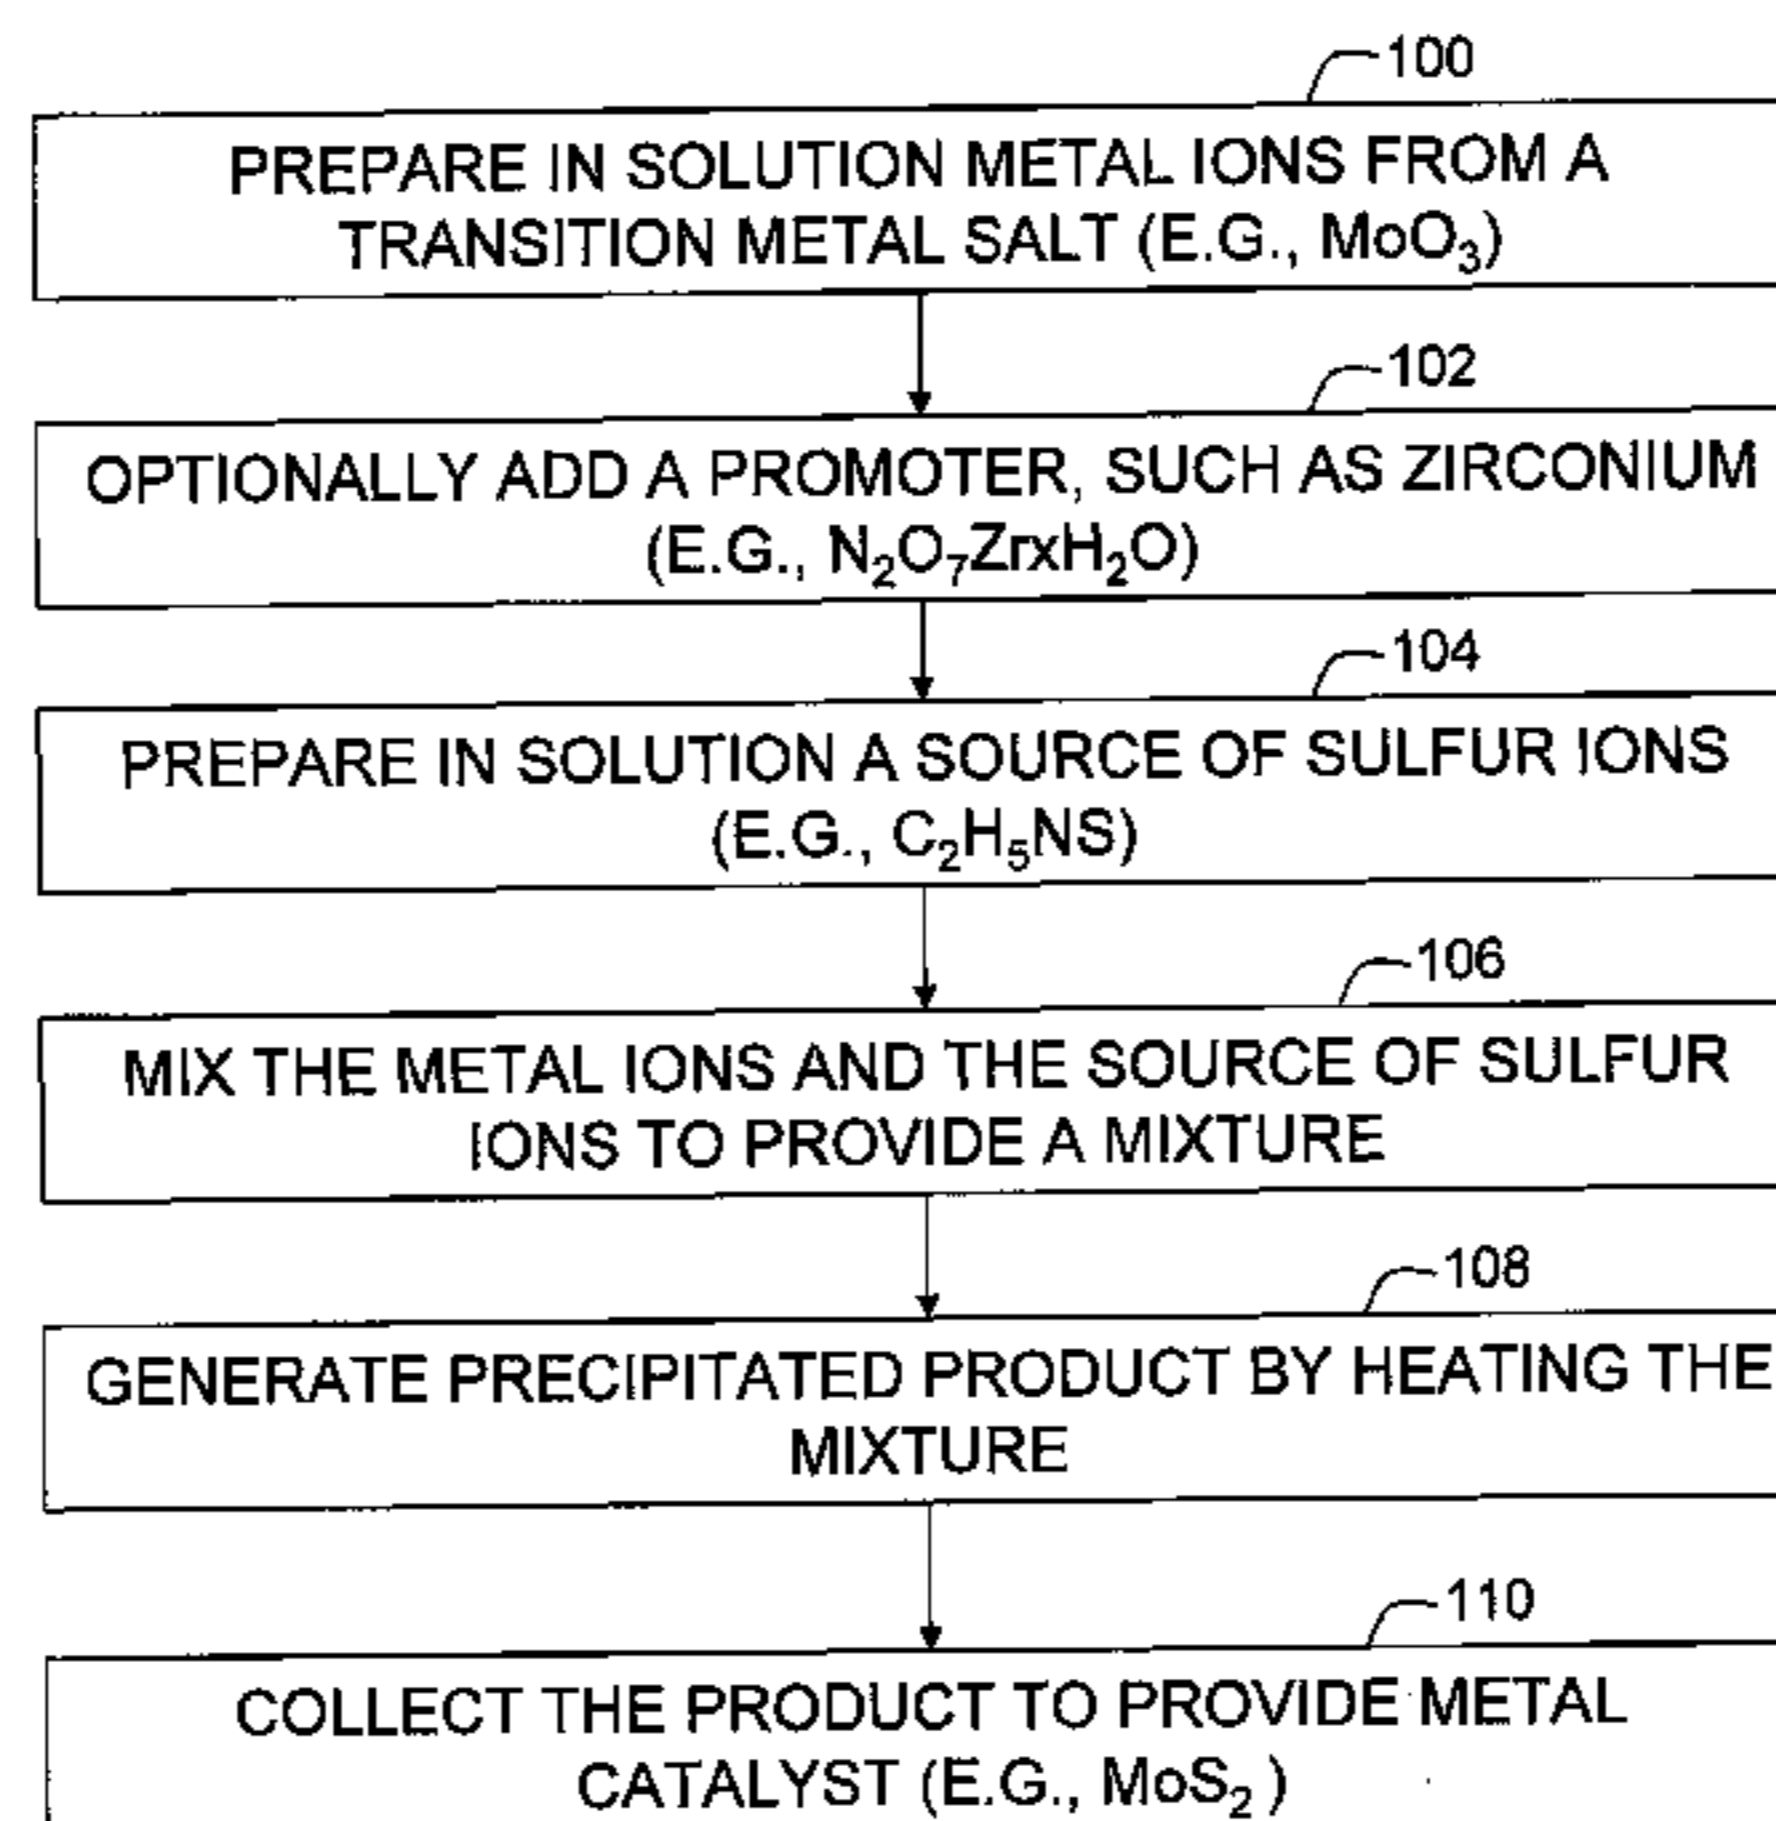 100
PREPARE IN SOLUTION METAL IONS FROM A
TRANSITION METAL SALT (E.G., MoO₃)
102
OPTIONALLY ADD A PROMOTER, SUCH AS ZIRCONIUM
(E.G., N₂O₇ZrxH₂O)
104
PREPARE IN SOLUTION A SOURCE OF SULFUR IONS
(E.G., C₂H₅NS)
106
MIX THE METAL IONS AND THE SOURCE OF SULFUR
IONS TO PROVIDE A MIXTURE
108
GENERATE PRECIPITATED PRODUCT BY HEATING THE
MIXTURE
110
COLLECT THE PRODUCT TO PROVIDE METAL
CATALYST (E.G., MoS₂ )